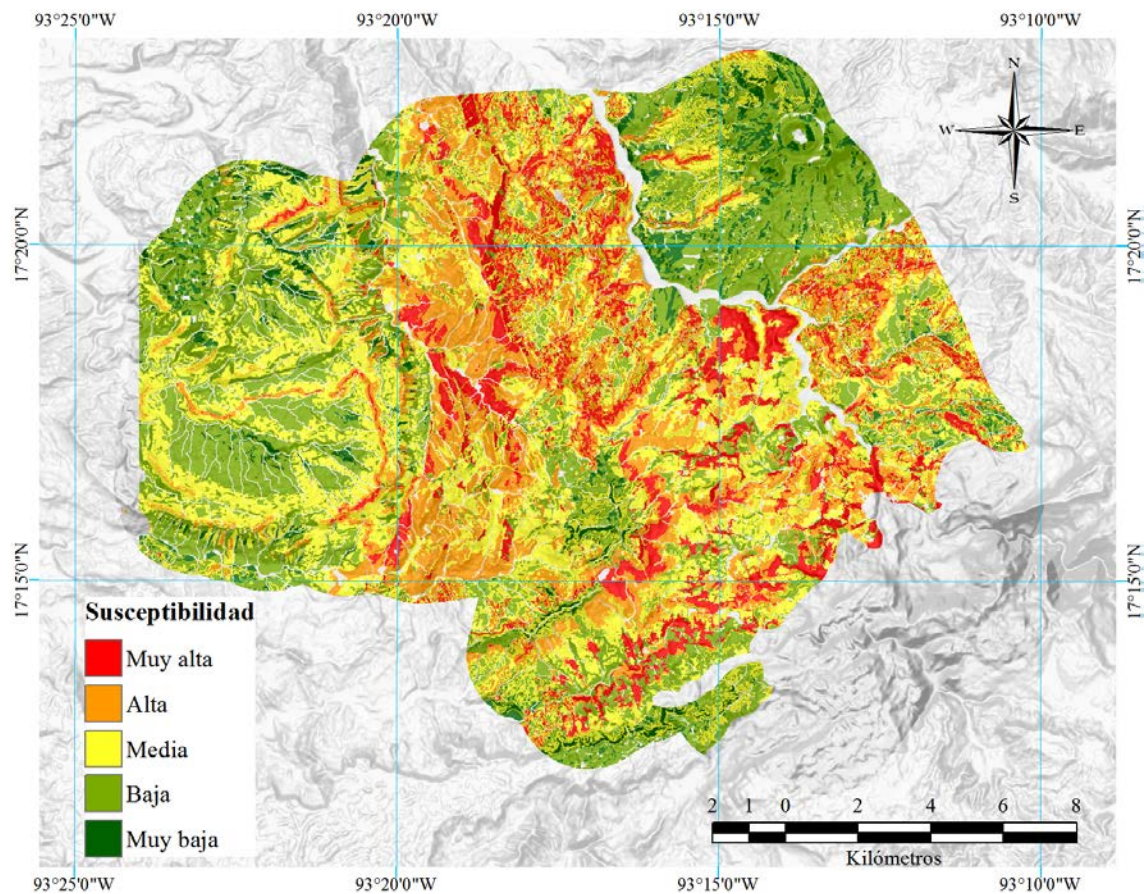 93°25'0"W 93°20'0"W 93°15'0"W 93°10'0"W
N
W E
S
17°20'0"N 17°20'0"N
17°15'0"N 17°15'0"N
Susceptibilidad
Muy alta
Alta
Media
Baja
Muy baja
2 1 0 2 4 6 8
Kilómetros
93°25'0"W 93°20'0"W 93°15'0"W 93°10'0"W